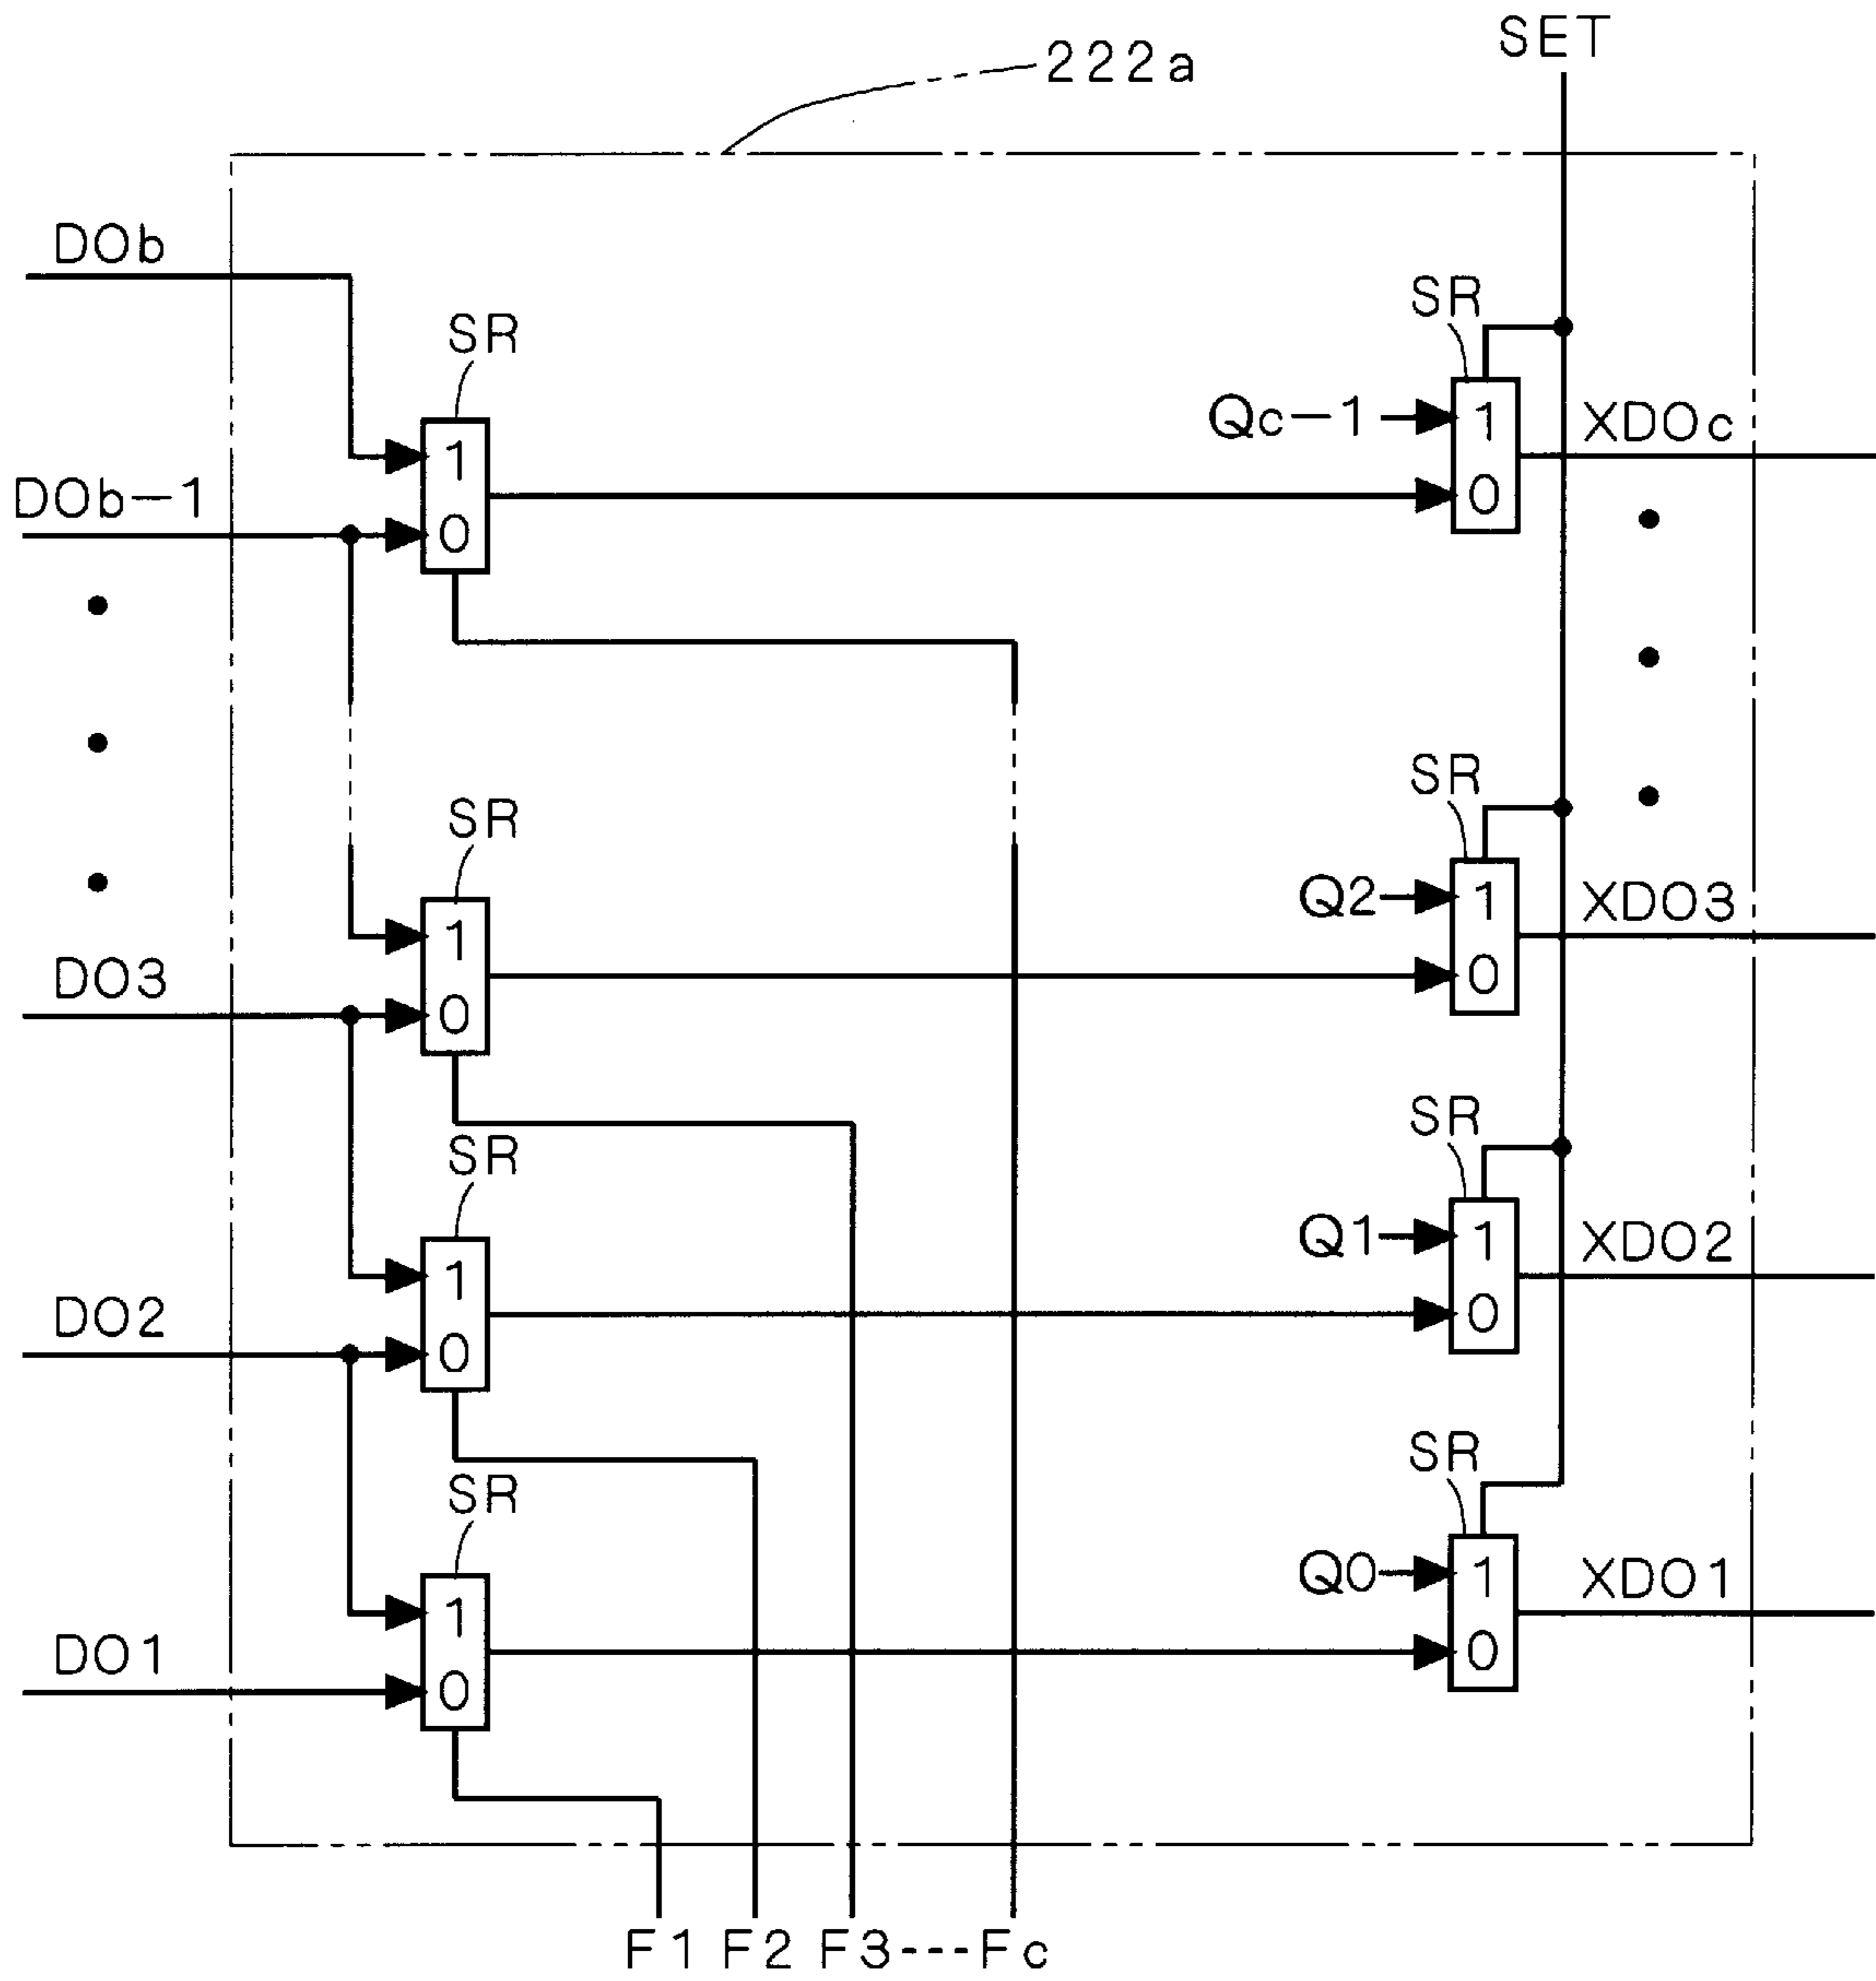 SET
222a
DOb
SR
SR
1
0
Qc-1
1
0
XDOc
DOb-1
SR
SR
1
0
Q2
1
0
XDO3
DO3
SR
SR
1
0
Q1
1
0
XDO2
DO2
SR
SR
1
0
Q0
1
0
XDO1
DO1
F1 F2 F3---Fc